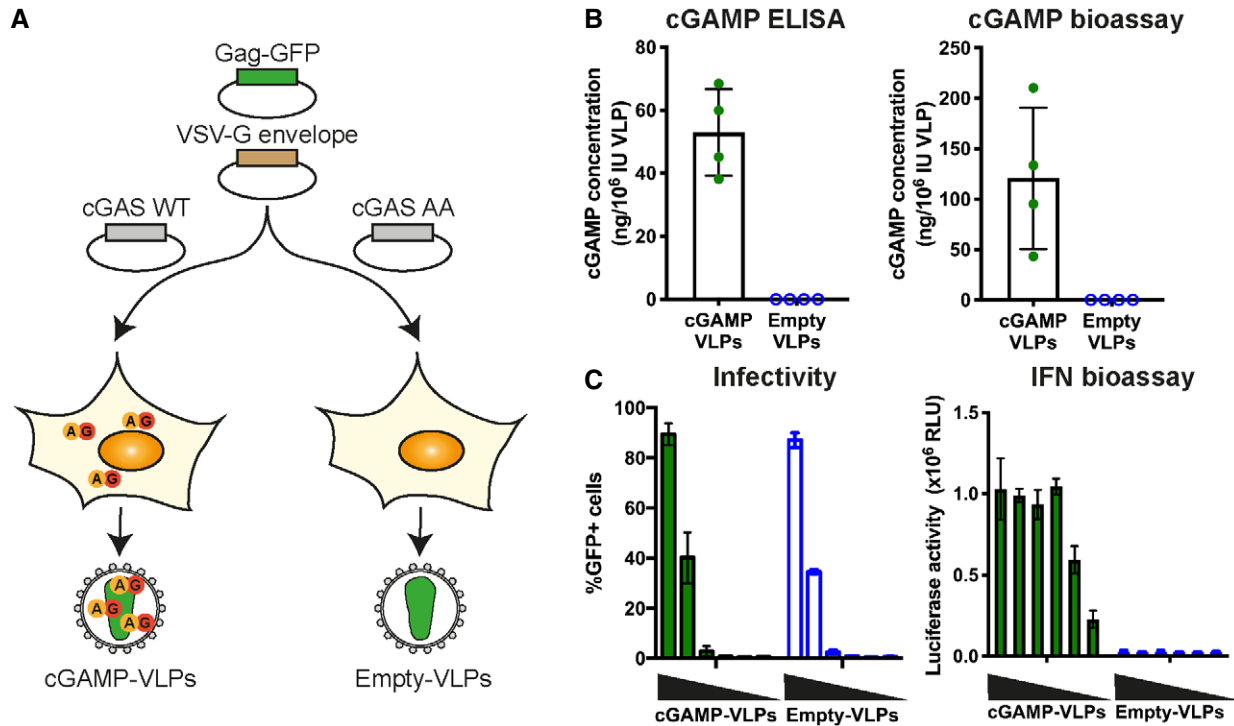 A
Gag-GFP
VSV-G envelope
cGAS WT
cGAS AA
A G
A G
A G
A G
A G
A G
cGAMP-VLPs
Empty-VLPs
B
cGAMP ELISA
cGAMP concentration
(ng/10⁶ IU VLP)
80
60
40
20
0
cGAMP
VLPs
Empty
VLPs
cGAMP bioassay
cGAMP concentration
(ng/10⁶ IU VLP)
250
200
150
100
50
0
cGAMP
VLPs
Empty
VLPs
C
Infectivity
%GFP+ cells
100
80
60
40
20
0
cGAMP-VLPs
Empty-VLPs
IFN bioassay
Luciferase activity (x10⁶ RLU)
1.5
1.0
0.5
0.0
cGAMP-VLPs
Empty-VLPs